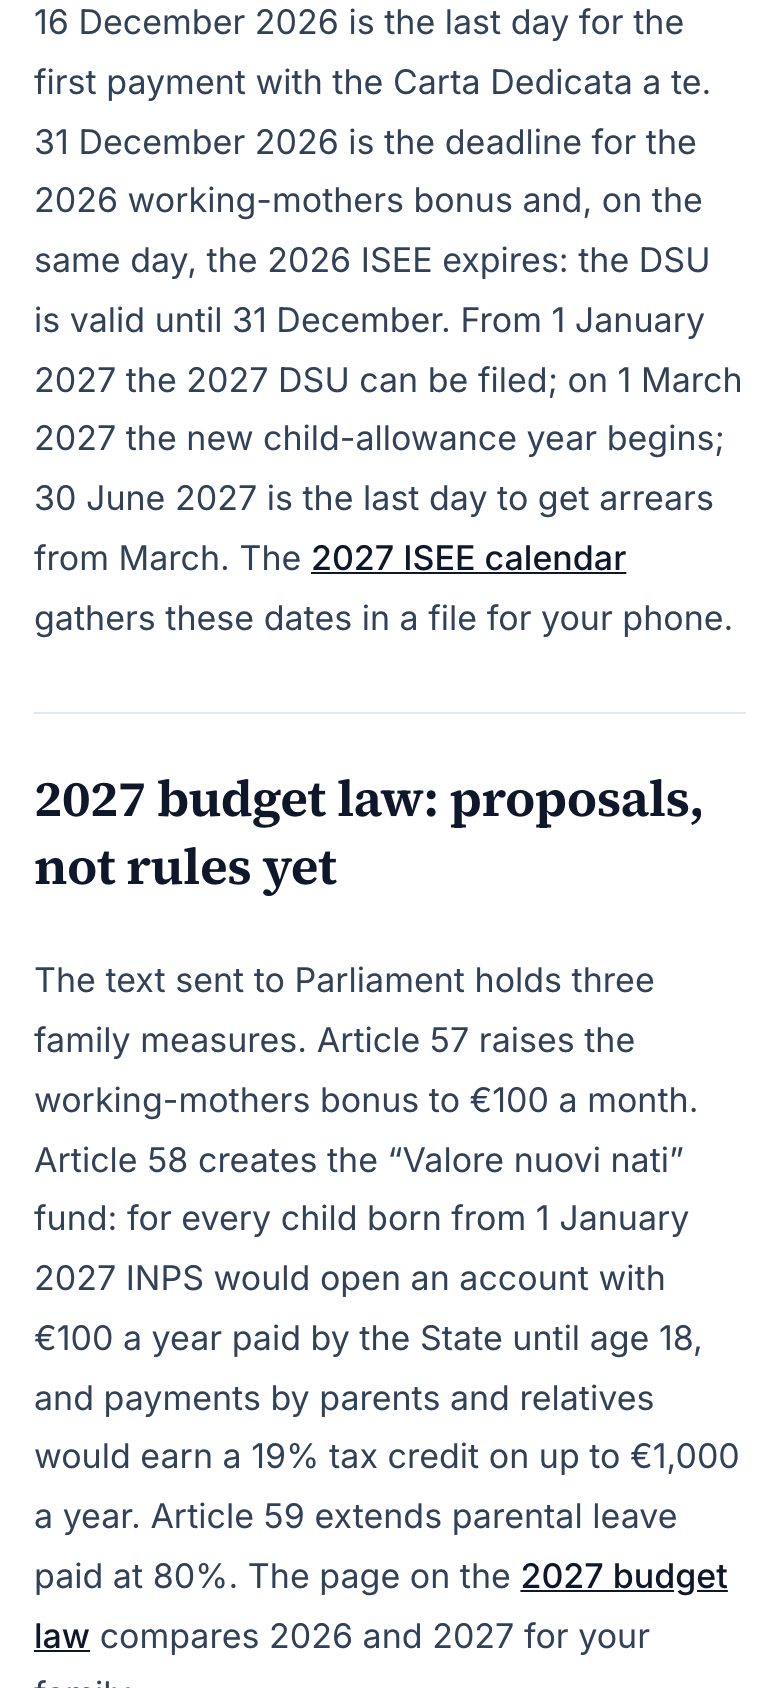 16 December 2026 is the last day for the
first payment with the Carta Dedicata a te.
31 December 2026 is the deadline for the
2026 working-mothers bonus and, on the
same day, the 2026 ISEE expires: the DSU
is valid until 31 December. From 1 January
2027 the 2027 DSU can be filed; on 1 March
2027 the new child-allowance year begins;
30 June 2027 is the last day to get arrears
from March. The 2027 ISEE calendar
gathers these dates in a file for your phone.
2027 budget law: proposals,
not rules yet
The text sent to Parliament holds three
family measures. Article 57 raises the
working-mothers bonus to €100 a month.
Article 58 creates the “Valore nuovi nati”
fund: for every child born from 1 January
2027 INPS would open an account with
€100 a year paid by the State until age 18,
and payments by parents and relatives
would earn a 19% tax credit on up to €1,000
a year. Article 59 extends parental leave
paid at 80%. The page on the 2027 budget
law compares 2026 and 2027 for your